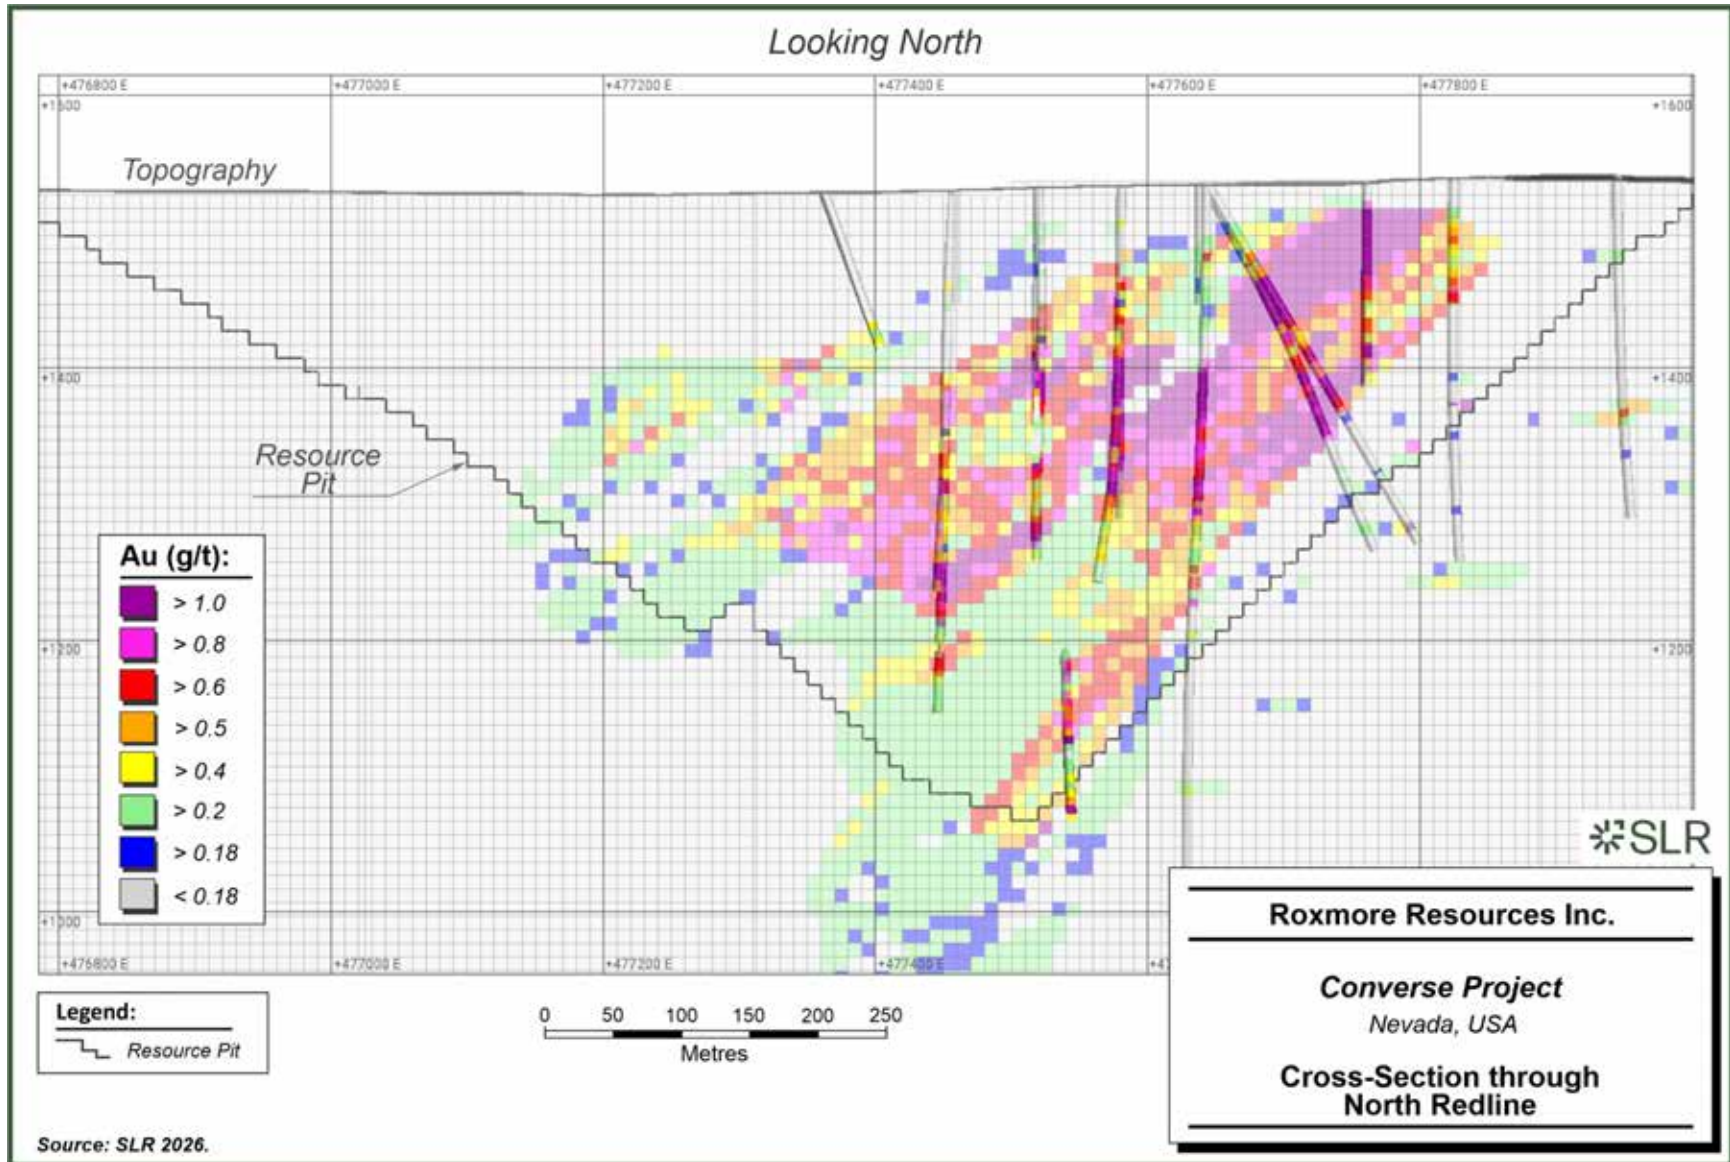 Looking North
+476800 E
+477000 E
+477200 E
+477400 E
+477600 E
+477800 E
+1600
+1600
Topography
+1400
+1400
Resource
Pit
Au (g/t):
> 1.0
> 0.8
> 0.6
> 0.5
> 0.4
> 0.2
> 0.18
< 0.18
+1200
+1200
+1000
SLR
+476800 E
+477000 E
+477200 E
+477400 E
Roxmore Resources Inc.
Converse Project
Nevada, USA
Cross-Section through
North Redline
Legend:
Resource Pit
0 50 100 150 200 250
Metres
Source: SLR 2026.